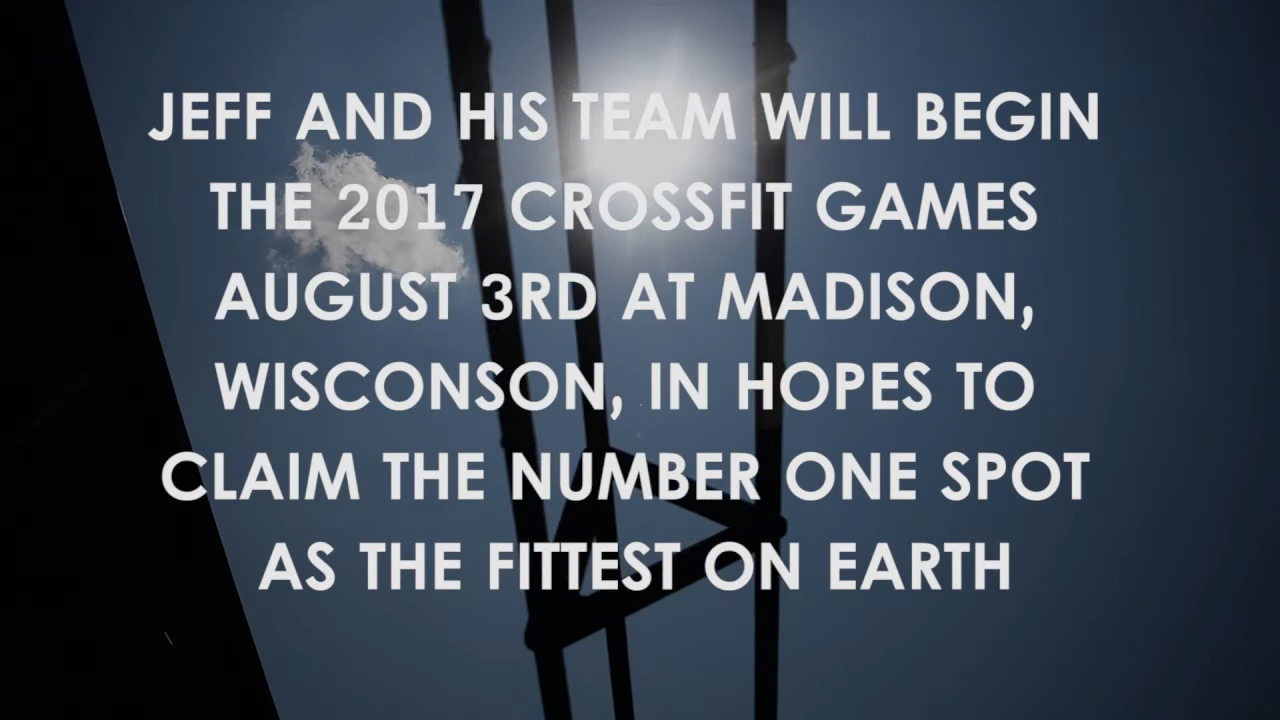 JEFF AND HIS TEAM WILL BEGIN
THE 2017 CROSSFIT GAMES
AUGUST 3RD AT MADISON,
WISCONSON, IN HOPES TO
CLAIM THE NUMBER ONE SPOT
AS THE FITTEST ON EARTH